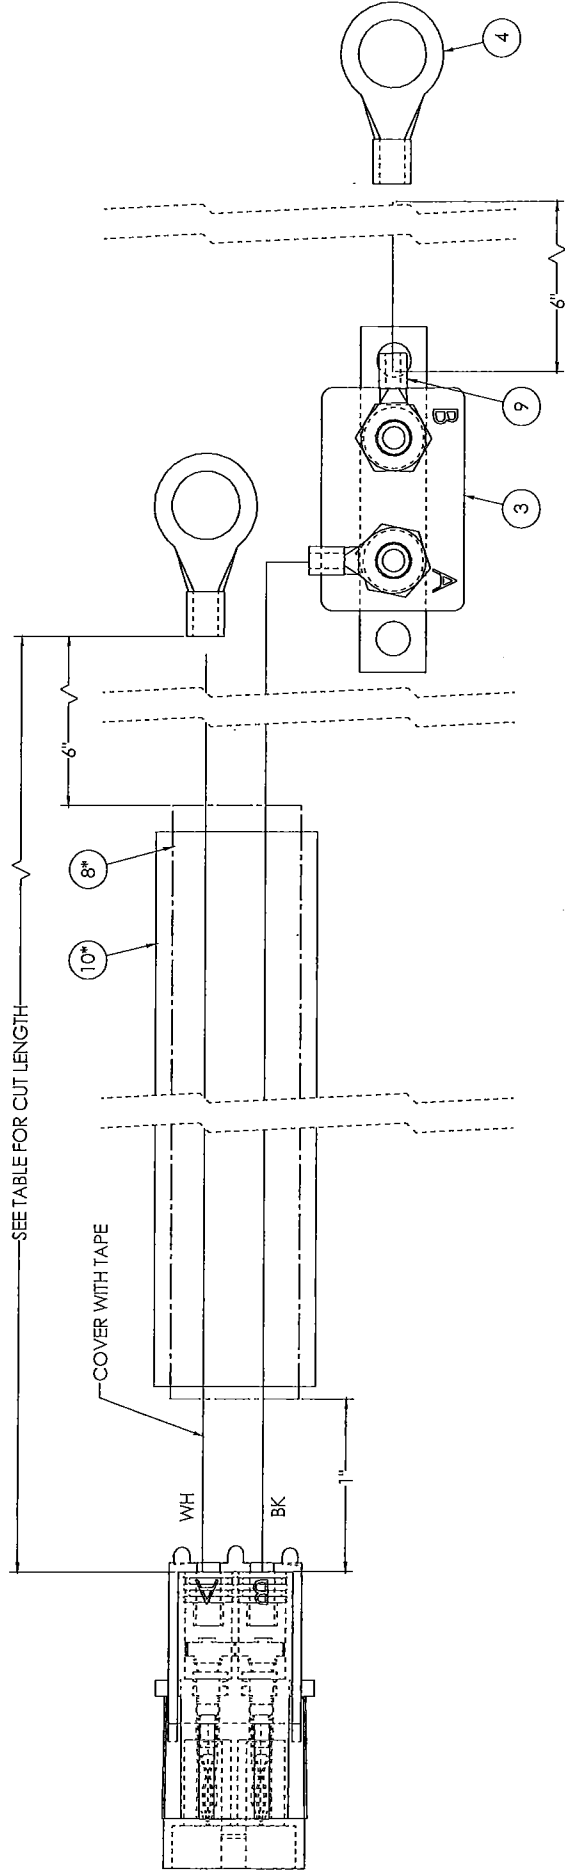 SEE TABLE FOR CUT LENGTH
COVER WITH TAPE
WH
BK
A
B
1"
10*
8*
6"
A
B
3
9
6"
4